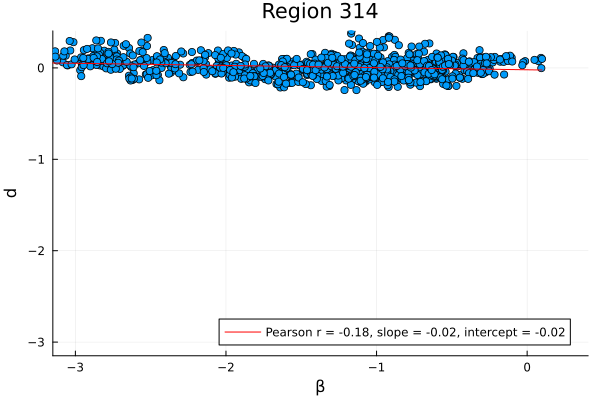 Region 314
0
−1
−2
−3
d
Pearson r = -0.18, slope = -0.02, intercept = -0.02
−3
−2
−1
0
β